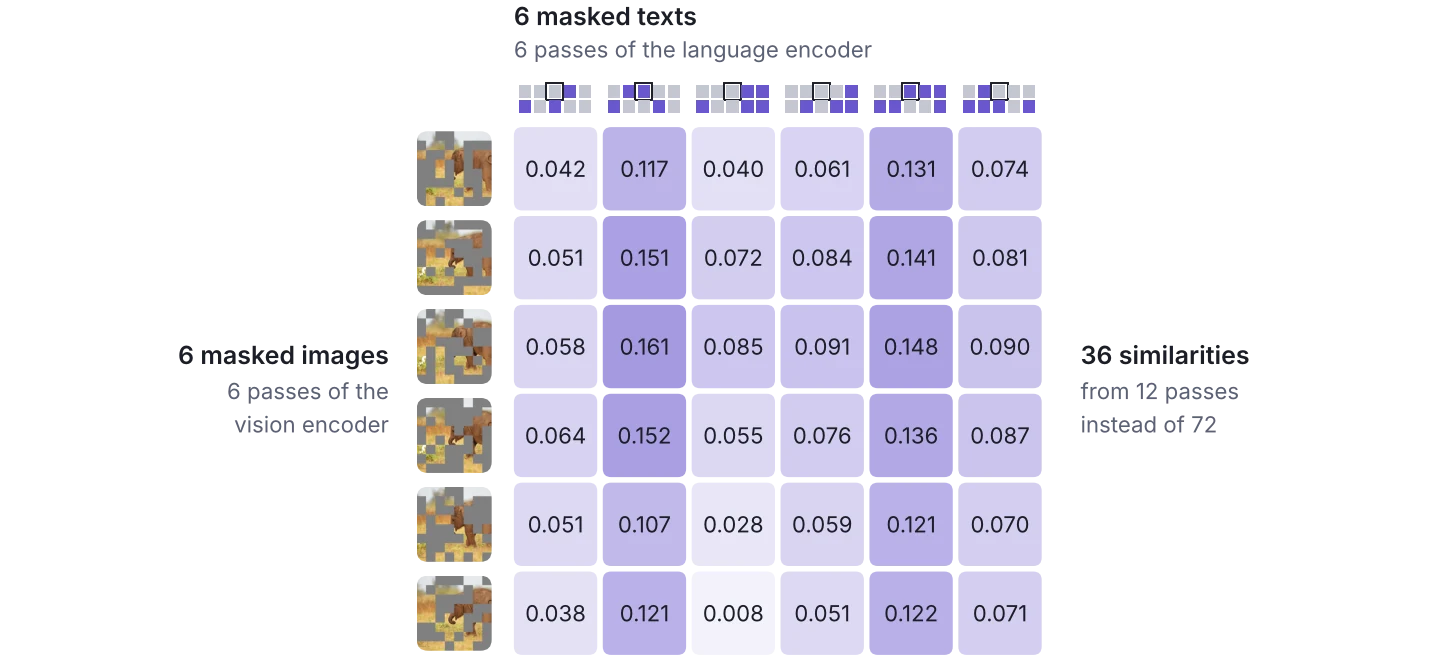 6 masked texts
6 passes of the language encoder
0.042 0.117 0.040 0.061 0.131 0.074
0.051 0.151 0.072 0.084 0.141 0.081
6 masked images
6 passes of the
vision encoder
0.058 0.161 0.085 0.091 0.148 0.090
36 similarities
from 12 passes
instead of 72
0.064 0.152 0.055 0.076 0.136 0.087
0.051 0.107 0.028 0.059 0.121 0.070
0.038 0.121 0.008 0.051 0.122 0.071